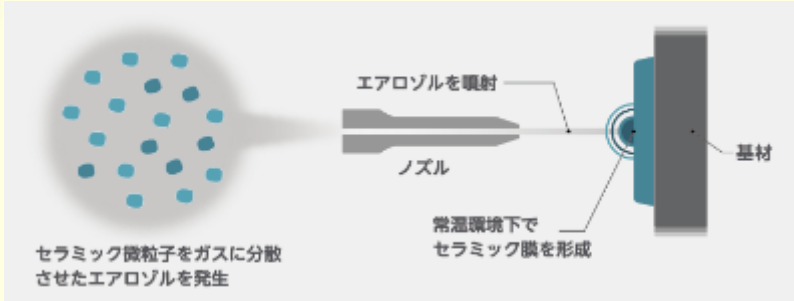 エアロゾルを噴射
ノズル
基材
常温環境下で
セラミック膜を形成
セラミック微粒子をガスに分散
させたエアロゾルを発生